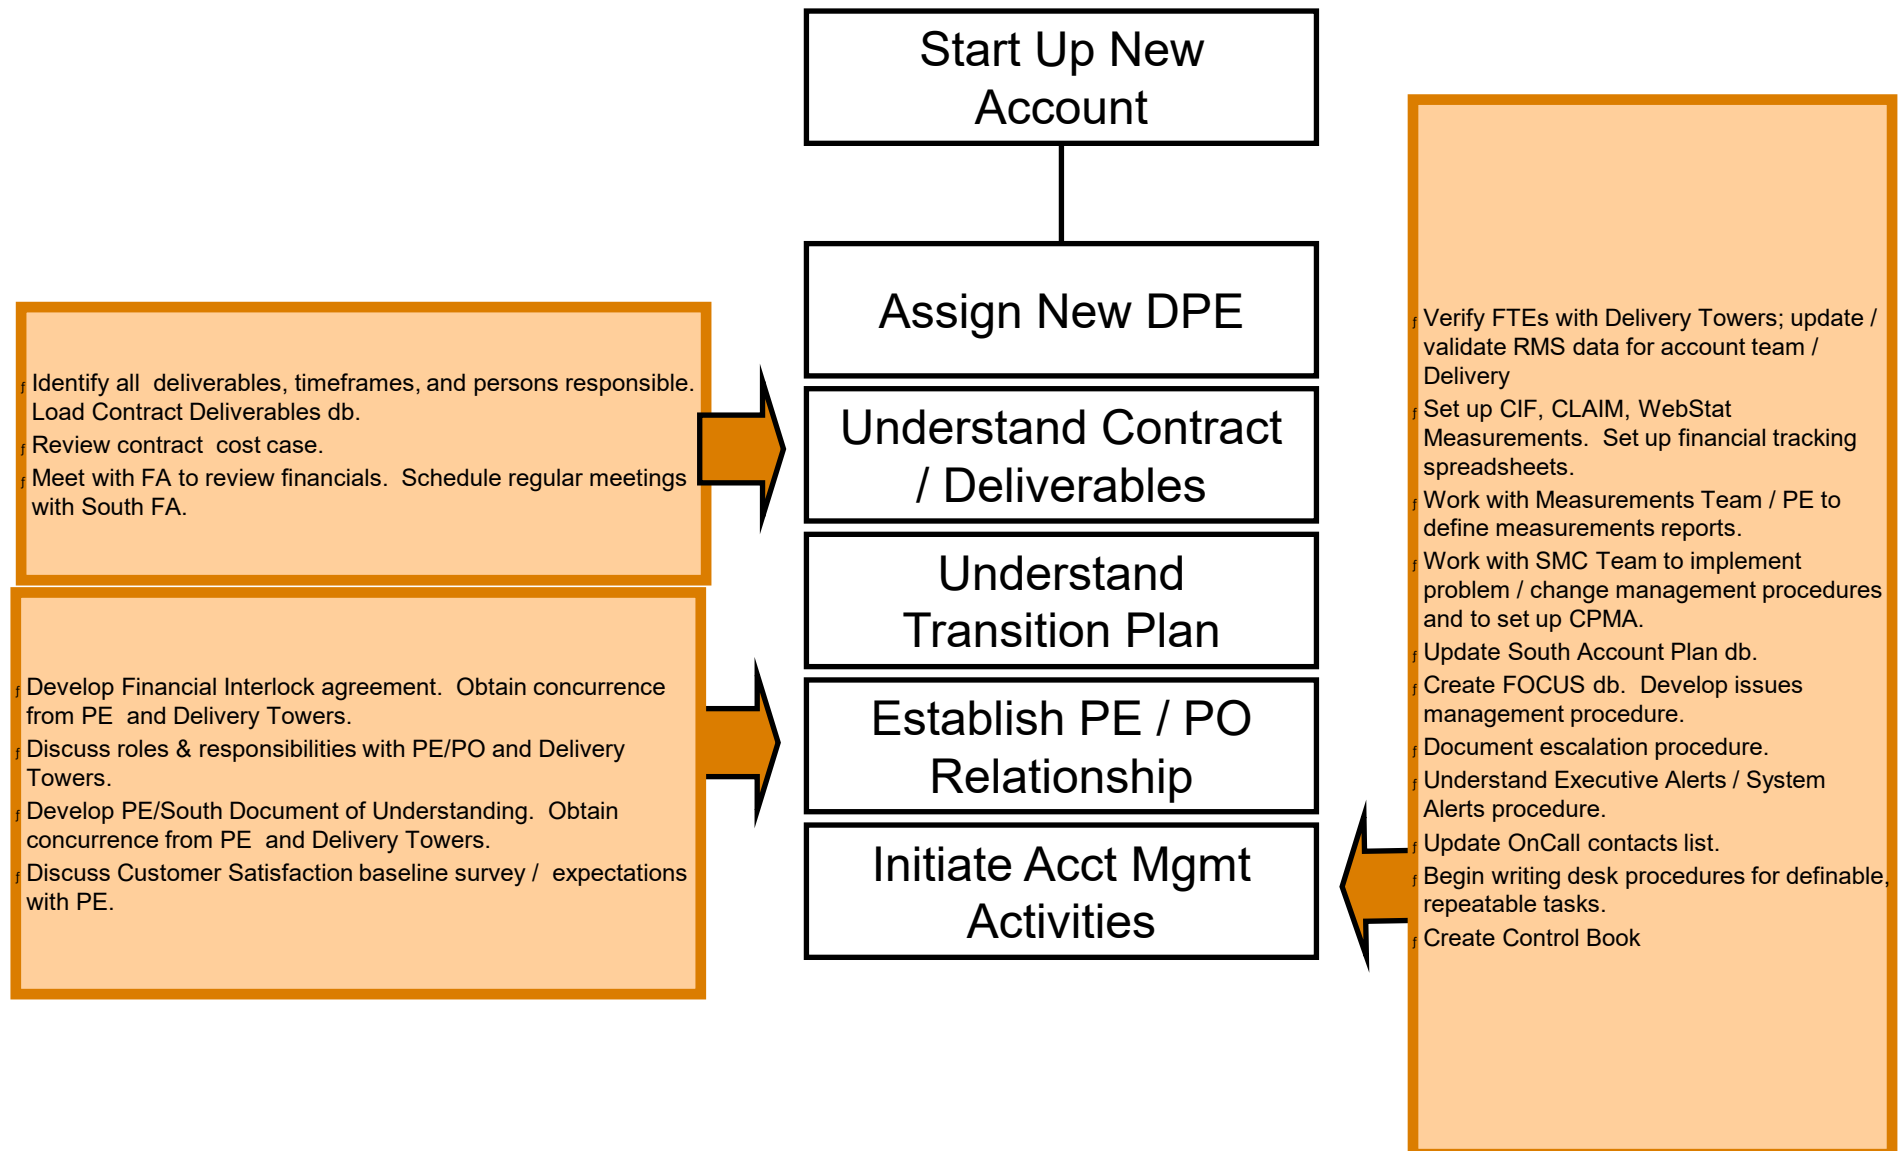 Start Up New
Account
Assign New DPE
Understand Contract
/ Deliverables
Understand
Transition Plan
Establish PE / PO
Relationship
Initiate Acct Mgmt
Activities
ƒ Identify all  deliverables, timeframes, and persons responsible.
Load Contract Deliverables db.
ƒ Review contract  cost case.
ƒ Meet with FA to review financials.  Schedule regular meetings
with South FA.
ƒ Develop Financial Interlock agreement.  Obtain concurrence
from PE  and Delivery Towers.
ƒ Discuss roles & responsibilities with PE/PO and Delivery
Towers.
ƒ Develop PE/South Document of Understanding.  Obtain
concurrence from PE  and Delivery Towers.
ƒ Discuss Customer Satisfaction baseline survey /  expectations
with PE.
ƒ Verify FTEs with Delivery Towers; update /
validate RMS data for account team /
Delivery
ƒ Set up CIF, CLAIM, WebStat
Measurements.  Set up financial tracking
spreadsheets.
ƒ Work with Measurements Team / PE to
define measurements reports.
ƒ Work with SMC Team to implement
problem / change management procedures
and to set up CPMA.
ƒ Update South Account Plan db.
ƒ Create FOCUS db.  Develop issues
management procedure.
ƒ Document escalation procedure.
ƒ Understand Executive Alerts / System
Alerts procedure.
ƒ Update OnCall contacts list.
ƒ Begin writing desk procedures for definable,
repeatable tasks.
ƒ Create Control Book